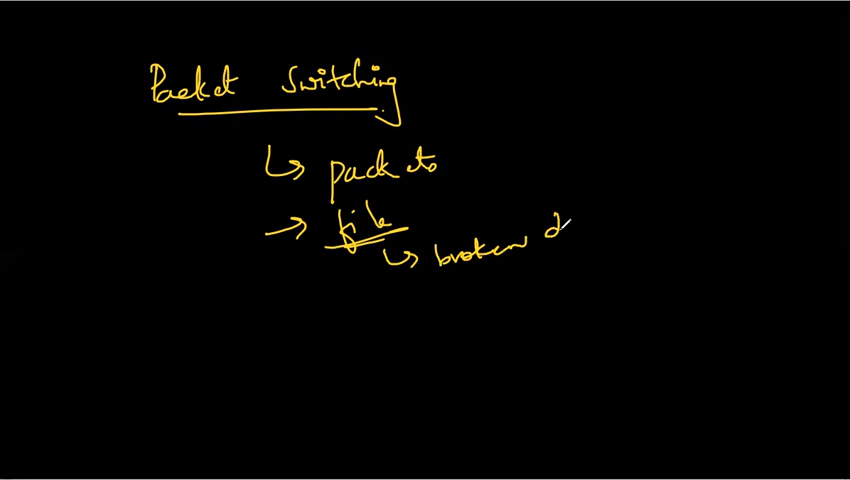 Packet Switching
↳ packets
→ file
↳ broken d